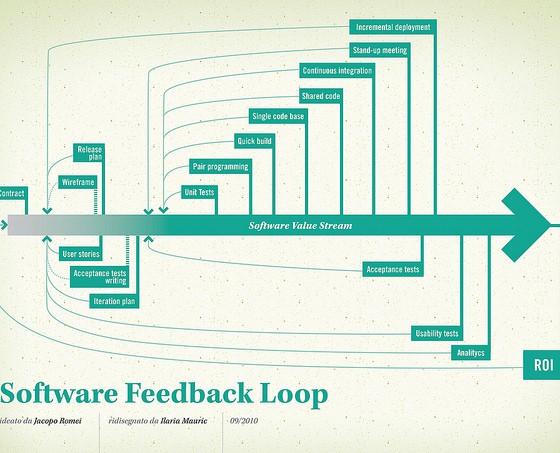 Incremental deployment
Stand-up meeting
Continuous integration
Shared code
Single code base
Quick build
Pair programming
Unit Tests
Release
plan
Wireframe
Contract
Software Value Stream
User stories
Acceptance tests
writing
Iteration plan
Acceptance tests
Usability tests
Analitycs
ROI
Software Feedback Loop
ideato da Jacopo Romei
ridisegnato da Ilaria Mauric
09/2010